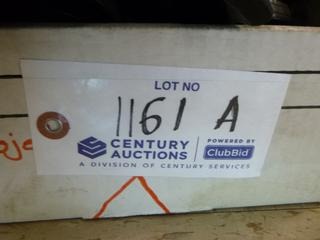 LOT NO
1161 A
CENTURY AUCTIONS
POWERED BY
ClubBid
A DIVISION OF CENTURY SERVICES